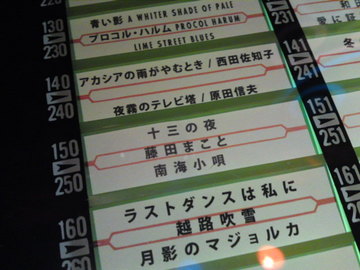 220
130
230
青い影 A WHITER SHADE OF PALE
プロコル・ハルム PROCOL HARUM
LIME STREET BLUES
140
240
アカシアの雨がやむとき / 西田佐知子
夜霧のテレビ塔 / 原田信夫
150
250
十三の夜
藤田まこと
南海小唄
160
260
ラストダンスは私に
越路吹雪
月影のマジョルカ
231
愛に
141
241
冬
151
251
161